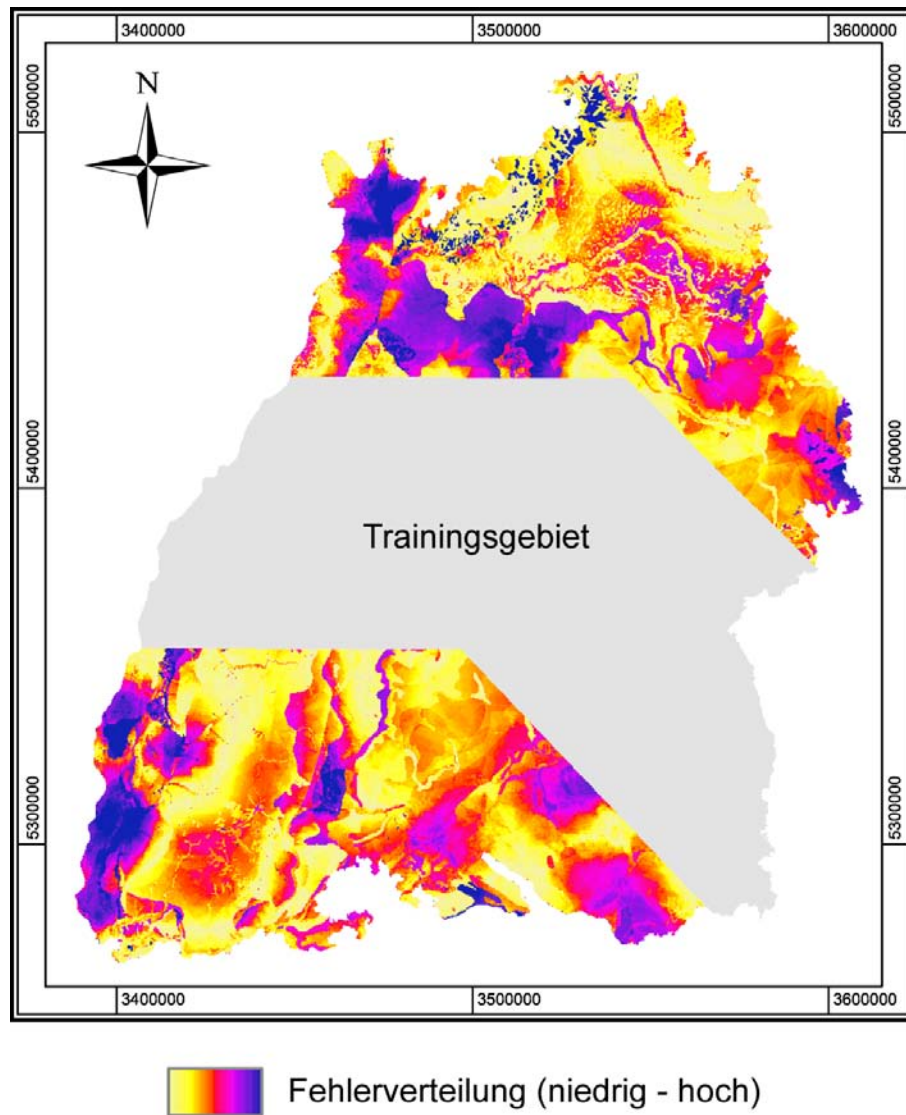 3400000 3500000 3600000
N
5500000 5500000
5400000 5400000
Trainingsgebiet
5300000 5300000
3400000 3500000 3600000
Fehlerverteilung (niedrig - hoch)